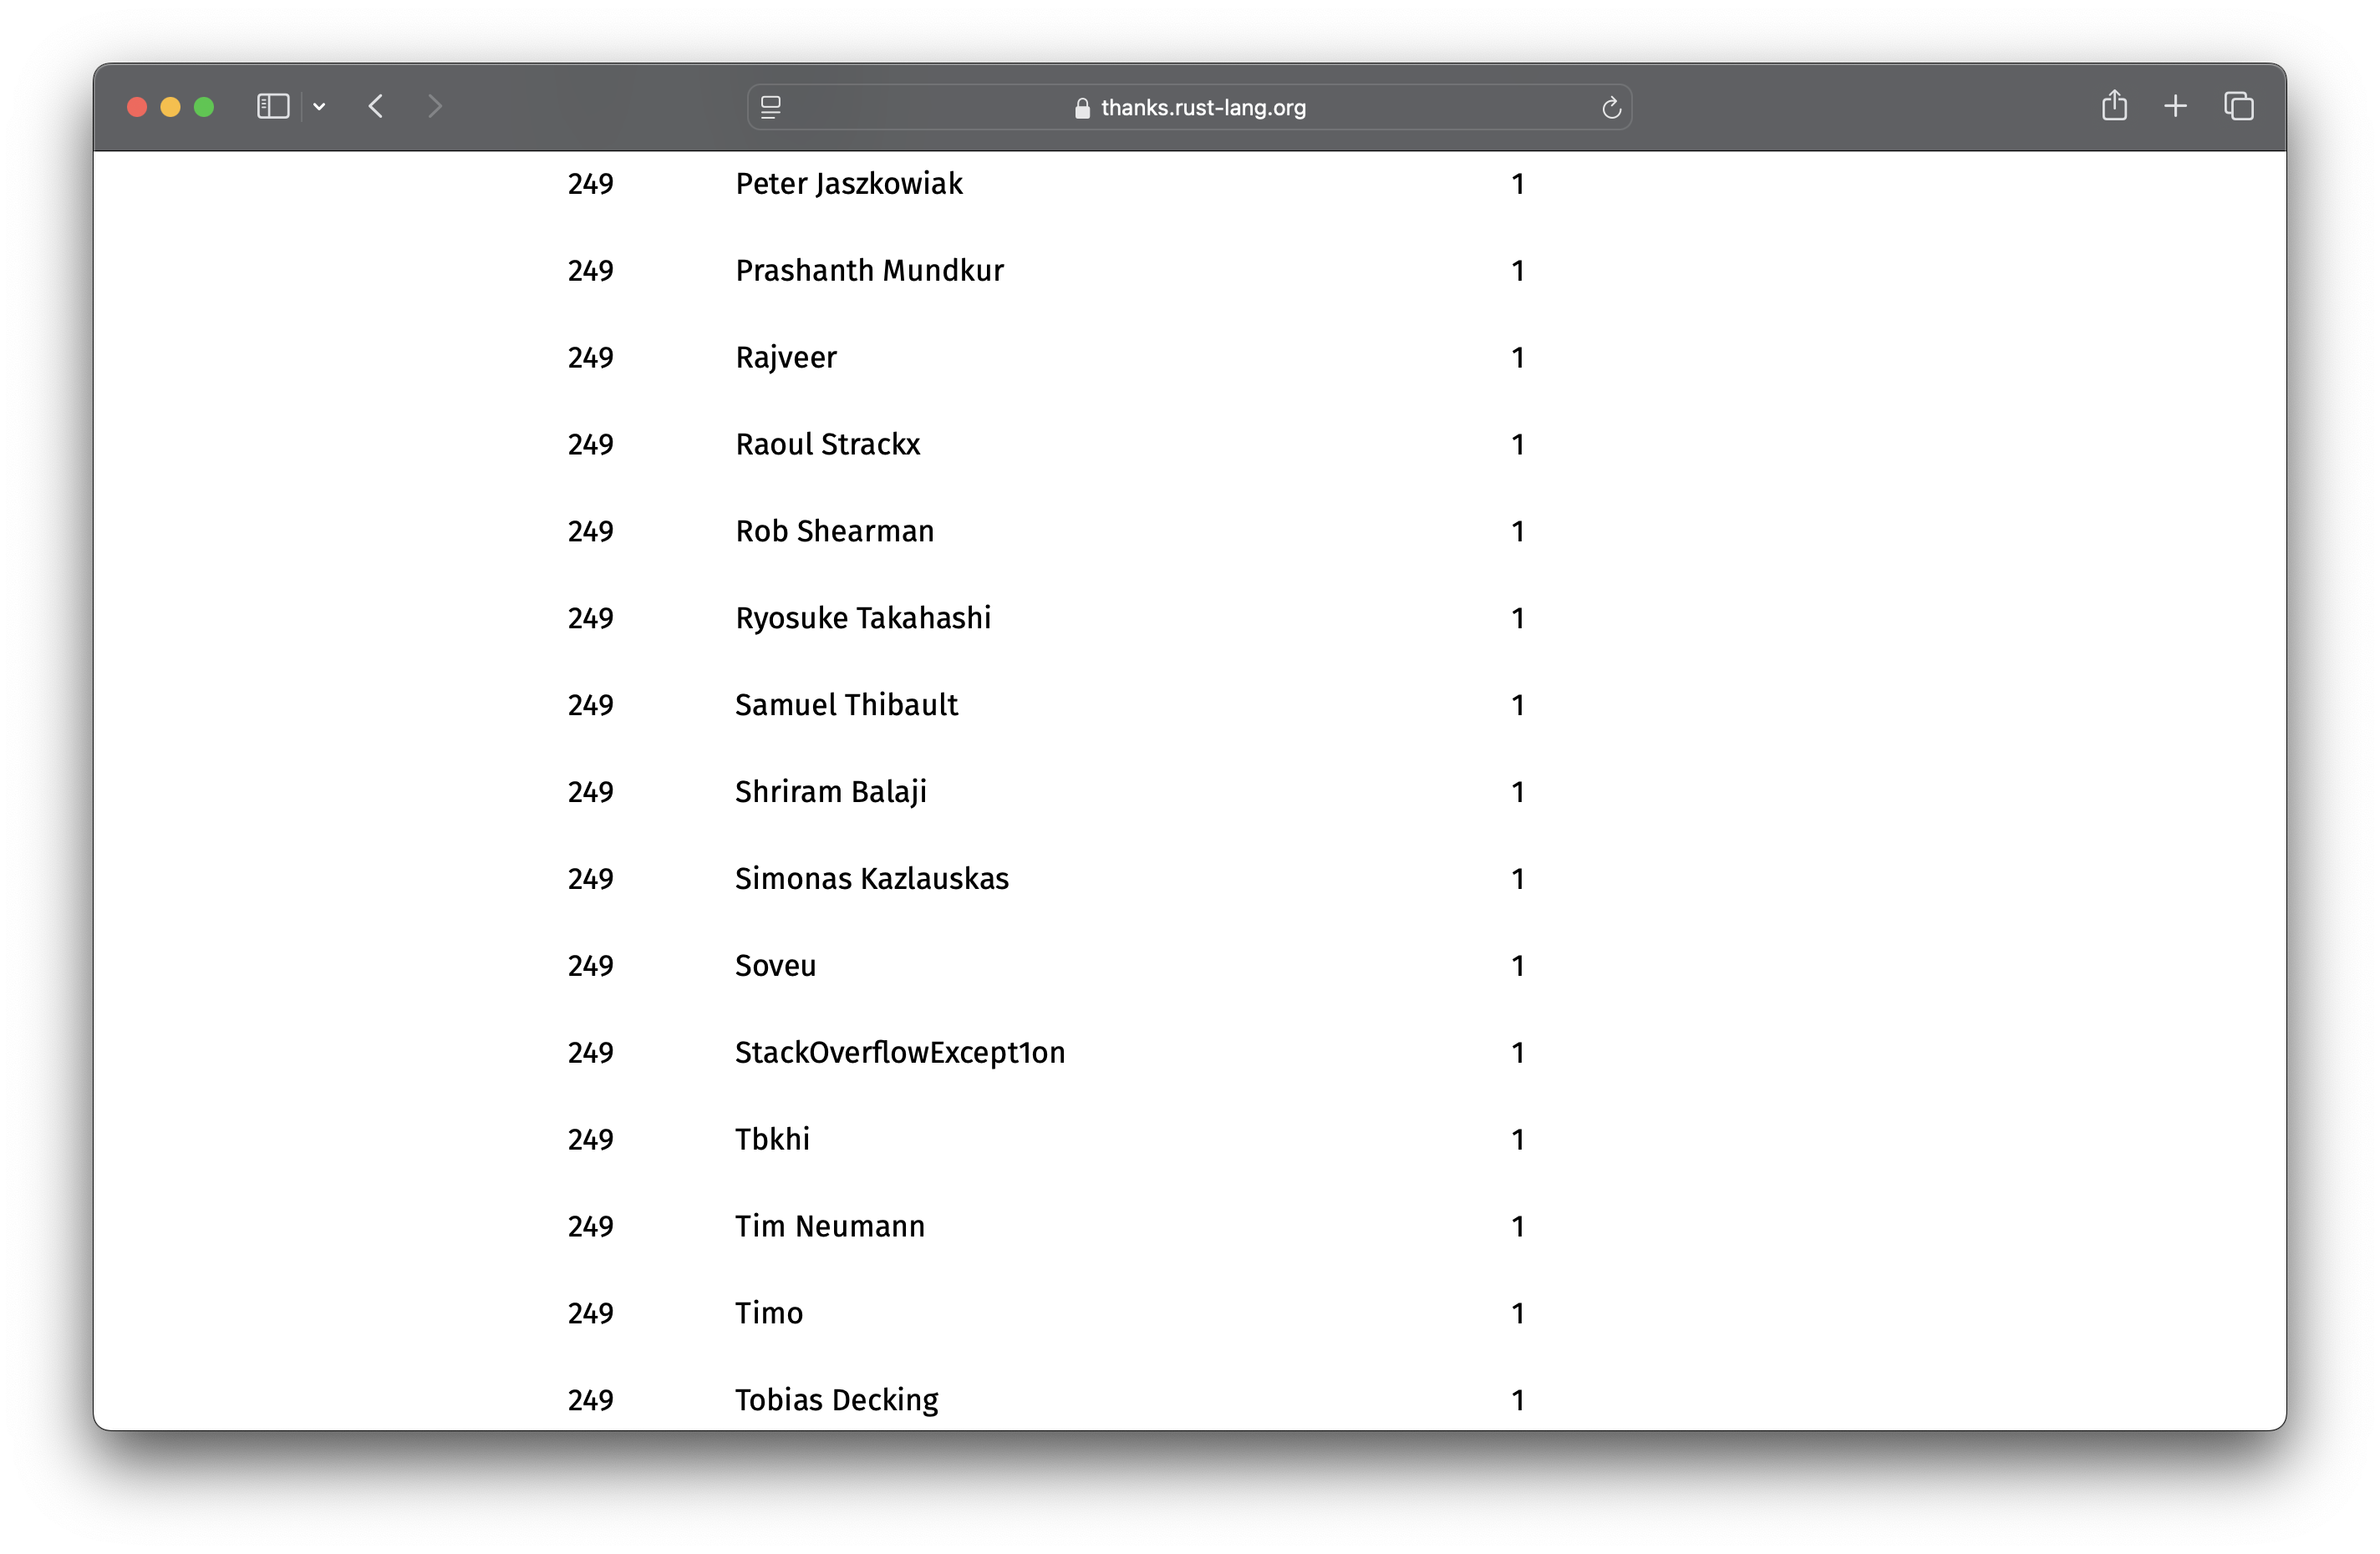 thanks.rust-lang.org
249 Peter Jaszkowiak 1
249 Prashanth Mundkur 1
249 Rajveer 1
249 Raoul Strackx 1
249 Rob Shearman 1
249 Ryosuke Takahashi 1
249 Samuel Thibault 1
249 Shriram Balaji 1
249 Simonas Kazlauskas 1
249 Soveu 1
249 StackOverflowExcept1on 1
249 Tbkhi 1
249 Tim Neumann 1
249 Timo 1
249 Tobias Decking 1